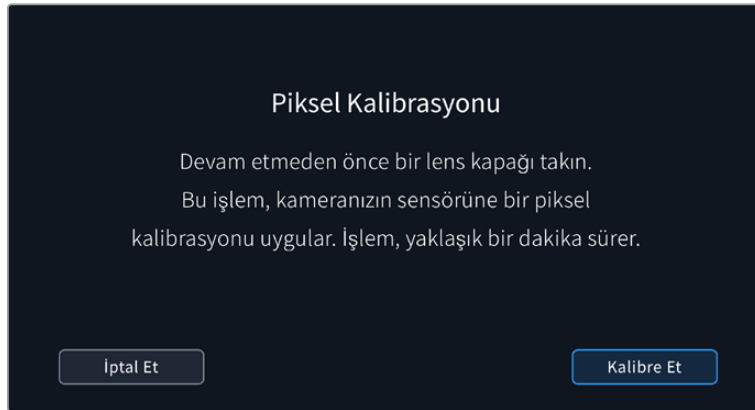 Piksel Kalibrasyonu
Devam etmeden önce bir lens kapağı takın.
Bu işlem, kameranızın sensörüne bir piksel
kalibrasyonu uygular. İşlem, yaklaşık bir dakika sürer.
İptal Et
Kalibre Et